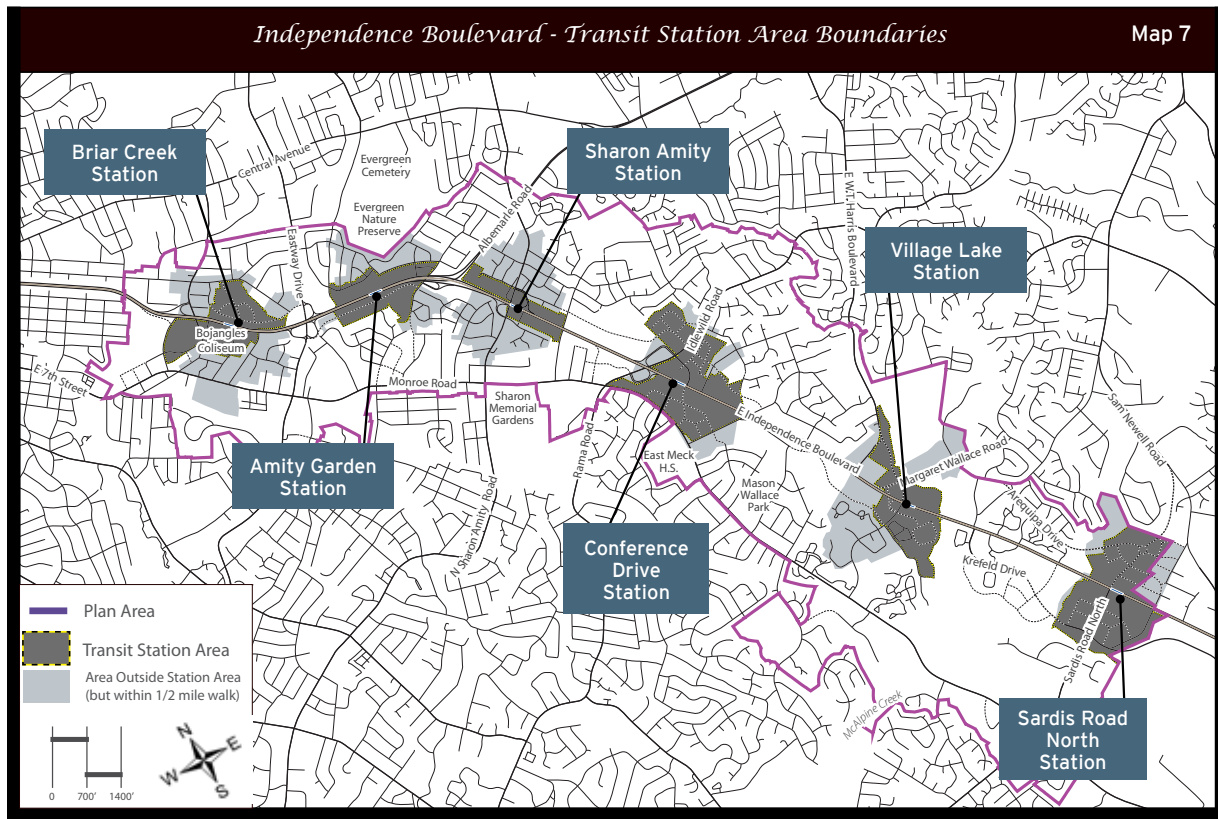 Independence Boulevard - Transit Station Area Boundaries
Map 7
Briar Creek
Station
Central Avenue
Evergreen
Cemetery
Sharon Amity
Station
Evergreen
Nature
Preserve
Albemarle Road
Eastway Drive
E W.T. Harris Boulevard
Village Lake
Station
Bojangles
Coliseum
Idlewild Road
E 7th Street
Monroe Road
Sharon
Memorial
Gardens
E Independence Boulevard
Sam Newell Road
Amity Garden
Station
Rama Road
East Meck
H.S.
Margaret Wallace Road
Mason
Wallace
Park
N Sharon Amity Road
Arequipa Drive
Conference
Drive
Station
Krefeld Drive
Sardis Road North
McAlpine Creek
Sardis Road
North
Station
Plan Area
Transit Station Area
Area Outside Station Area
(but within 1/2 mile walk)
N
E
W
S
0 700' 1400'